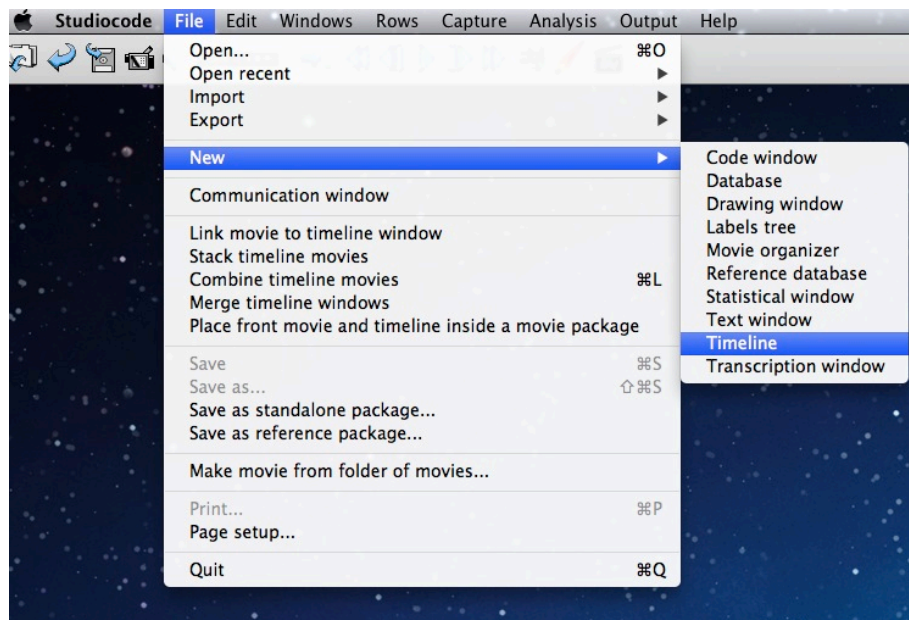 Studiocode File Edit Windows Rows Capture Analysis Output Help
Open... ⌘O
Open recent ▶
Import ▶
Export ▶
New ▶
Communication window
Link movie to timeline window
Stack timeline movies
Combine timeline movies ⌘L
Merge timeline windows
Place front movie and timeline inside a movie package
Save ⌘S
Save as... ⇧⌘S
Save as standalone package...
Save as reference package...
Make movie from folder of movies...
Print... ⌘P
Page setup...
Quit ⌘Q
Code window
Database
Drawing window
Labels tree
Movie organizer
Reference database
Statistical window
Text window
Timeline
Transcription window